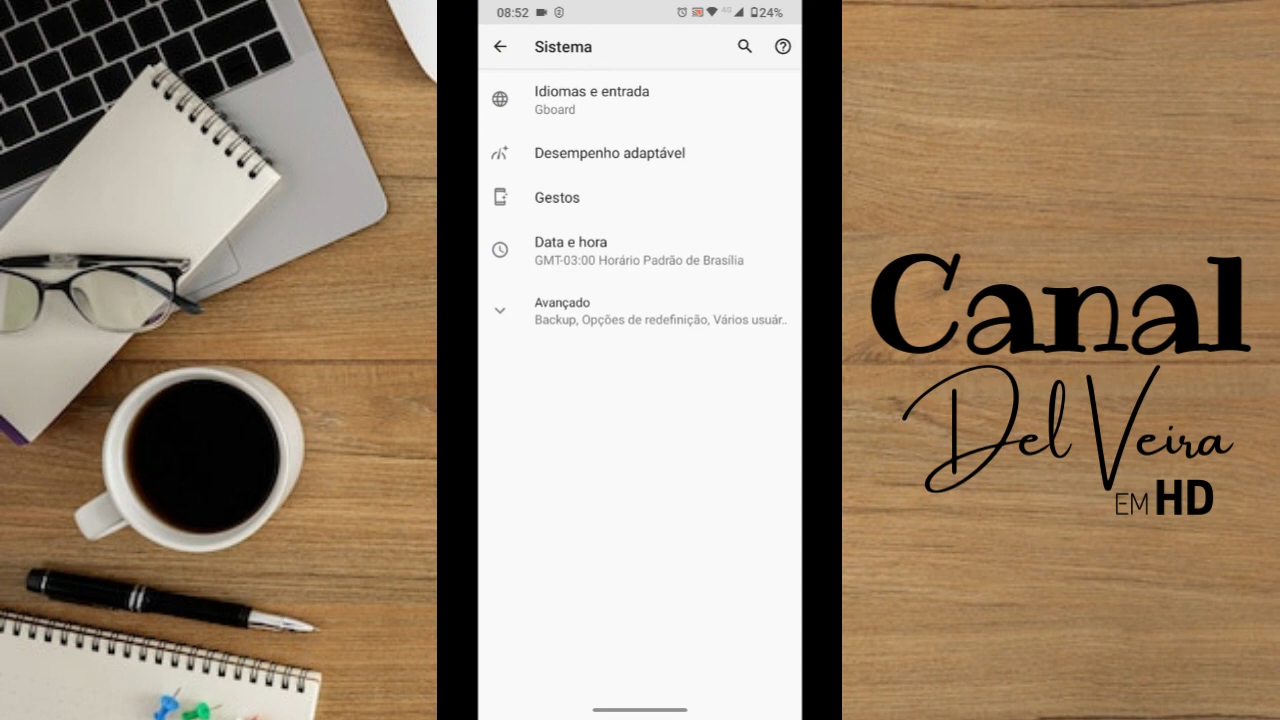 08:52
4G
24%
Sistema
Idiomas e entrada
Gboard
Desempenho adaptável
Gestos
Data e hora
GMT-03:00 Horário Padrão de Brasília
Avançado
Backup, Opções de redefinição, Vários usuár..
Canal
Del Veira
EM HD